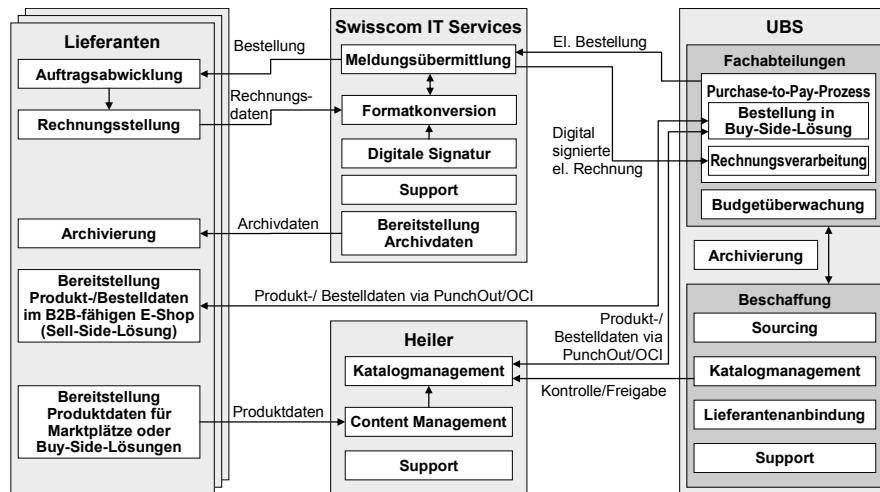 Lieferanten
Auftragsabwicklung
Rechnungsstellung
Archivierung
Bereitstellung
Produkt-/Bestelldaten
im B2B-fähigen E-Shop
(Sell-Side-Lösung)
Bereitstellung
Produktdaten für
Marktplätze oder
Buy-Side-Lösungen
Bestellung
Rechnungs-
daten
Archivdaten
Produkt-/ Bestelldaten via PunchOut/OCI
Produktdaten
Swisscom IT Services
Meldungsübermittlung
Formatkonversion
Digitale Signatur
Support
Bereitstellung
Archivdaten
Heiler
Katalogmanagement
Content Management
Support
El. Bestellung
Digital
signierte
el. Rechnung
Produkt-/
Bestelldaten via
PunchOut/OCI
Kontrolle/Freigabe
UBS
Fachabteilungen
Purchase-to-Pay-Prozess
Bestellung in
Buy-Side-Lösung
Rechnungsverarbeitung
Budgetüberwachung
Archivierung
Beschaffung
Sourcing
Katalogmanagement
Lieferantenanbindung
Support